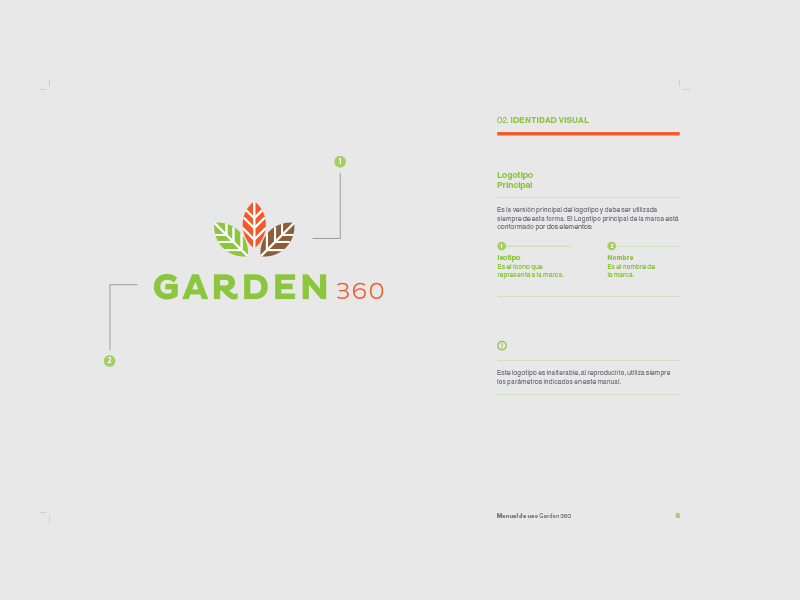 02. IDENTIDAD VISUAL
1
Logotipo
Principal
Es la versión principal del logotipo y debe ser utilizada
siempre de esta forma. El Logotipo principal de la marca está
conformado por dos elementos:
1
Isotipo
Es el ícono que
representa a la marca.
2
Nombre
Es el nombre de
la marca.
GARDEN 360
2
1
Este logotipo es inalterable, al reproducirlo, utiliza siempre
los parámetros indicados en este manual.
Manual de uso Garden 360
6